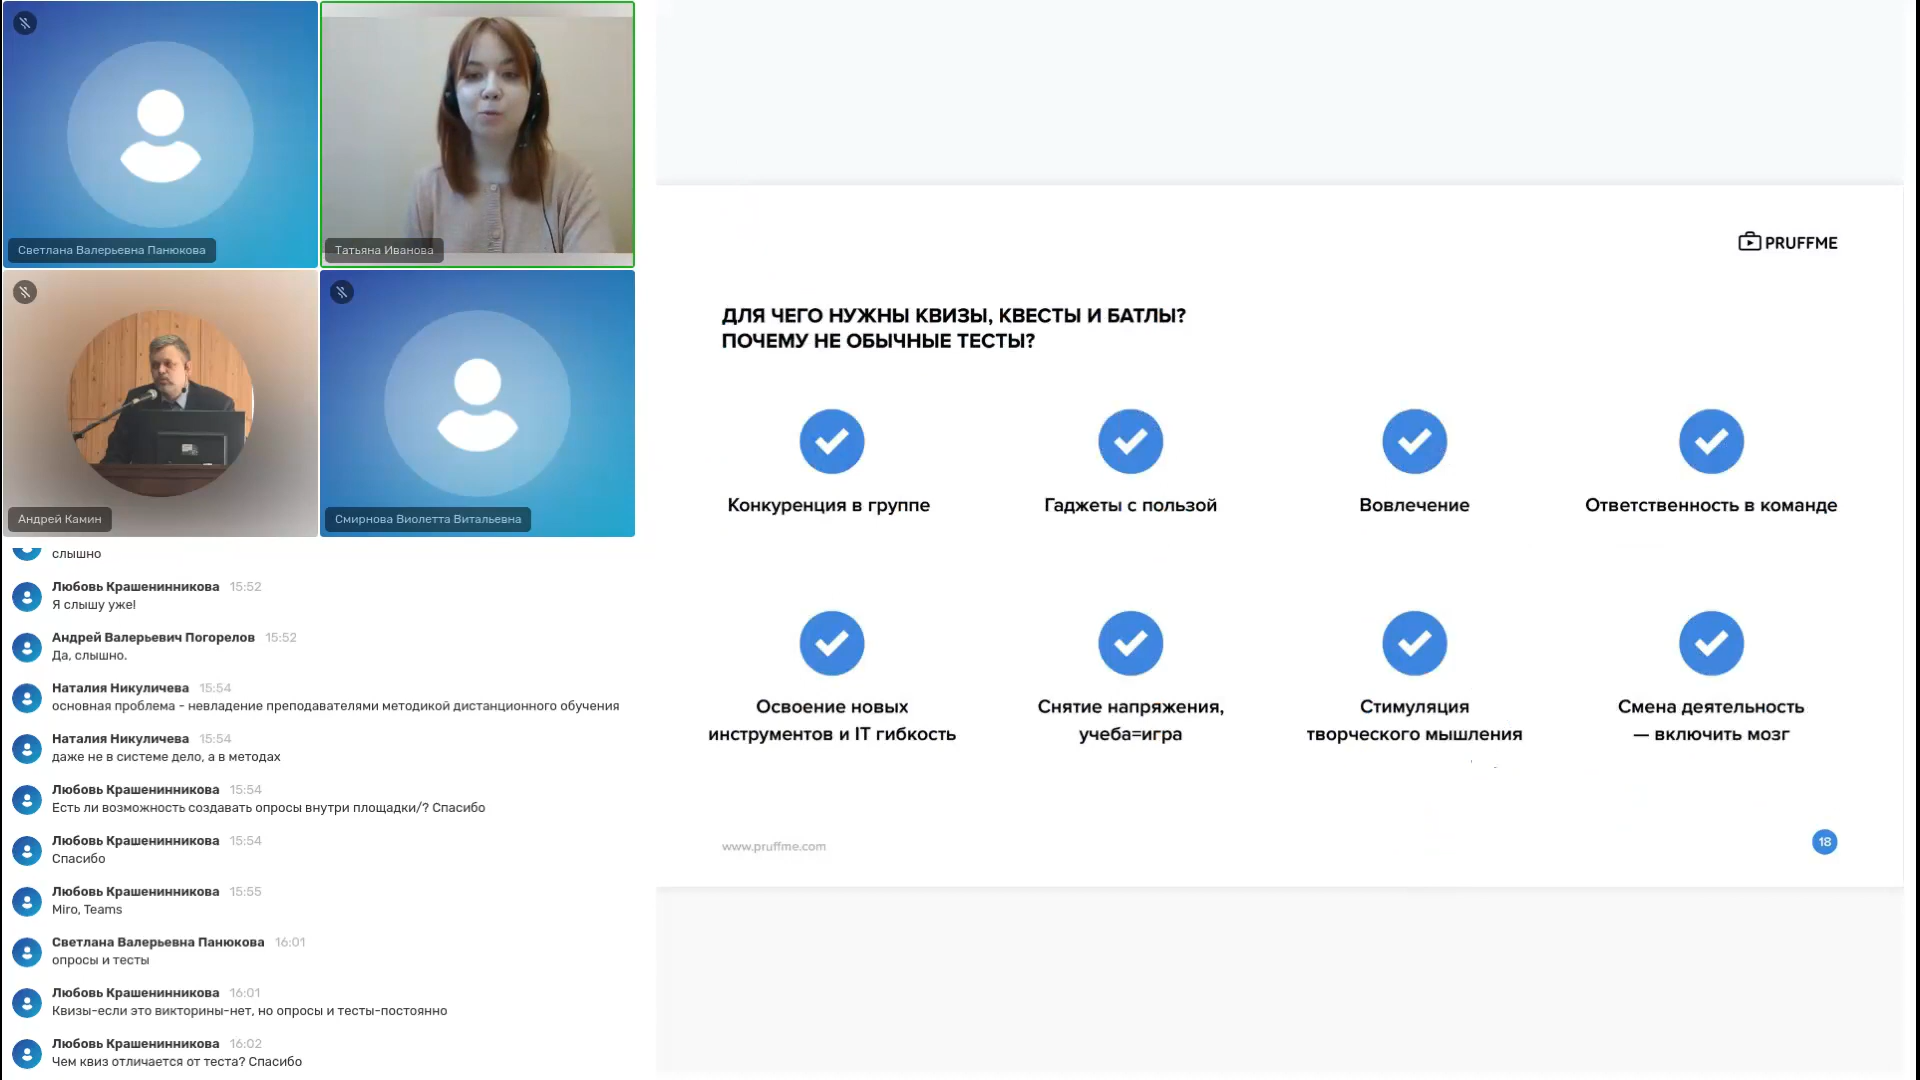 Светлана Валерьевна Панюкова
Татьяна Иванова
Андрей Камин
Смирнова Виолетта Витальевна
слышно
Любовь Крашенинникова 15:52
Я слышу уже!
Андрей Валерьевич Погорелов 15:52
Да, слышно.
Наталия Никуличева 15:54
основная проблема - невладение преподавателями методикой дистанционного обучения
Наталия Никуличева 15:54
даже не в системе дело, а в методах
Любовь Крашенинникова 15:54
Есть ли возможность создавать опросы внутри площадки/? Спасибо
Любовь Крашенинникова 15:54
Спасибо
Любовь Крашенинникова 15:55
Miro, Teams
Светлана Валерьевна Панюкова 16:01
опросы и тесты
Любовь Крашенинникова 16:01
Квизы-если это викторины-нет, но опросы и тесты-постоянно
Любовь Крашенинникова 16:02
Чем квиз отличается от теста? Спасибо
PRUFFME
ДЛЯ ЧЕГО НУЖНЫ КВИЗЫ, КВЕСТЫ И БАТЛЫ?
ПОЧЕМУ НЕ ОБЫЧНЫЕ ТЕСТЫ?
Конкуренция в группе
Гаджеты с пользой
Вовлечение
Ответственность в команде
Освоение новых
инструментов и IT гибкость
Снятие напряжения,
учеба=игра
Стимуляция
творческого мышления
Смена деятельность
— включить мозг
www.pruffme.com
18